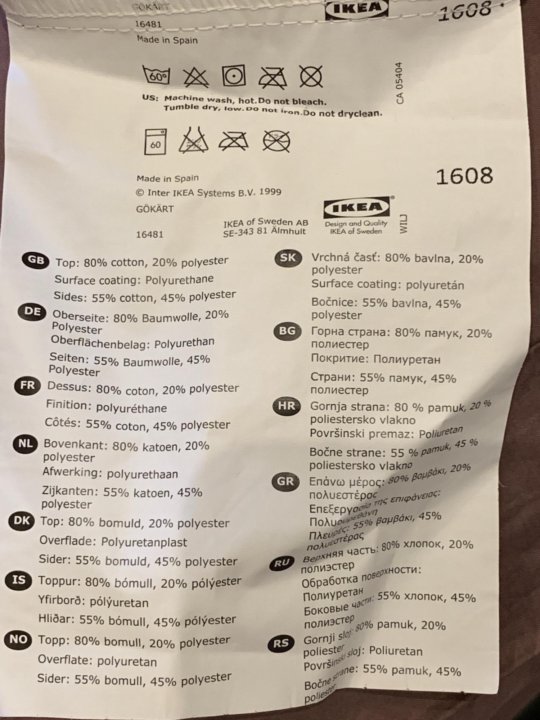 GÖKÄRT
IKEA
1608
16481
Made in Spain
60°
US: Machine wash, hot. Do not bleach.
Tumble dry, low. Do not iron. Do not dryclean.
CA 05404
60
Made in Spain
© Inter IKEA Systems B.V. 1999
GÖKÄRT
16481
IKEA of Sweden AB
SE-343 81 Älmhult
IKEA
Design and Quality
IKEA of Sweden
WILJ
1608
GB Top: 80% cotton, 20% polyester
Surface coating: Polyurethane
Sides: 55% cotton, 45% polyester
DE Oberseite: 80% Baumwolle, 20%
Polyester
Oberflächenbelag: Polyurethan
Seiten: 55% Baumwolle, 45%
Polyester
FR Dessus: 80% coton, 20% polyester
Finition: polyuréthane
Côtés: 55% coton, 45% polyester
NL Bovenkant: 80% katoen, 20%
polyester
Afwerking: polyurethaan
Zijkanten: 55% katoen, 45%
polyester
DK Top: 80% bomuld, 20% polyester
Overflade: Polyuretanplast
Sider: 55% bomuld, 45% polyester
IS Toppur: 80% bómull, 20% pólýester
Yfirborð: pólýuretan
Hliðar: 55% bómull, 45% pólýester
NO Topp: 80% bomull, 20% polyester
Overflate: polyuretan
Sider: 55% bomull, 45% polyester
SK Vrchná časť: 80% bavlna, 20%
polyester
Surface coating: polyuretán
Bočnice: 55% bavlna, 45%
polyester
BG Горна страна: 80% памук, 20%
полиестер
Покритие: Полиуретан
Страни: 55% памук, 45%
полиестер
HR Gornja strana: 80 % pamuk, 20 %
poliestersko vlakno
Površinski premaz: Poliuretan
Bočne strane: 55 % pamuk, 45 %
poliestersko vlakno
GR Επάνω μέρος: 80% βαμβάκι, 20%
πολυεστέρας
Επεξεργασία της επιφάνειας:
Πολυουρεθάνη
Πλευρές: 55% βαμβάκι, 45%
πολυεστέρας
RU Верхняя часть: 80% хлопок, 20%
полиэстер
Обработка поверхности:
Полиуретан
Боковые части: 55% хлопок, 45%
полиэстер
RS Gornji sloj: 80% pamuk, 20%
poliester
Površinski sloj: Poliuretan
Bočne strane: 55% pamuk, 45%
poliester